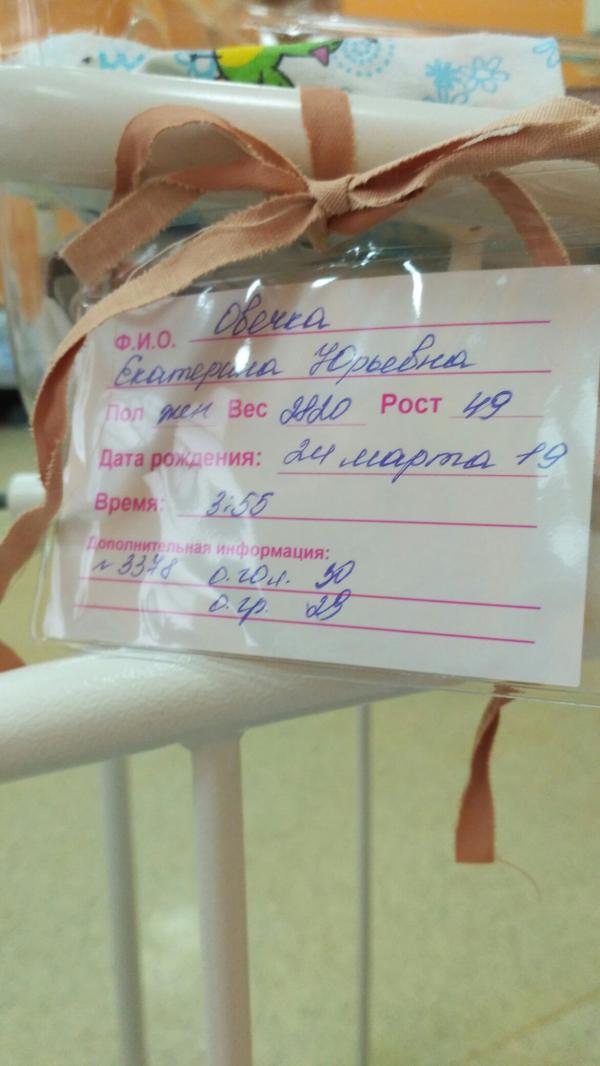 Ф.И.О. Овечка
Екатерина Юрьевна
Пол жен Вес 2820 Рост 49
Дата рождения: 24 марта 19
Время: 3:55
Дополнительная информация:
№ 3378 о. гол. 30
о. гр. 29